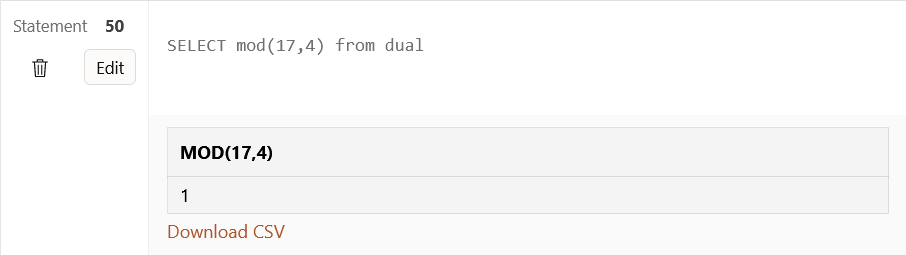 Statement 50
Edit
SELECT mod(17,4) from dual
MOD(17,4)
1
Download CSV